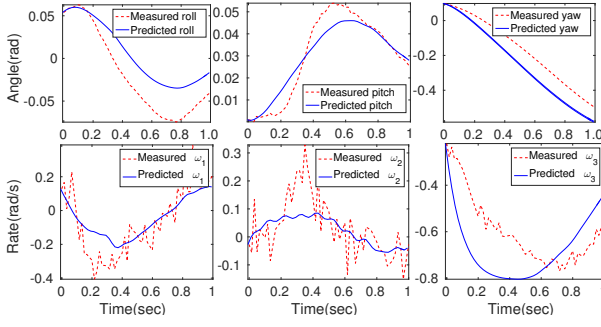 Angle(rad)
0.05
0
-0.05
Measured roll
Predicted roll
0 0.2 0.4 0.6 0.8 1.0
0.05
0.04
0.03
0.02
0.01
0.00
Measured pitch
Predicted pitch
0 0.2 0.4 0.6 0.8 1.0
0
-0.2
-0.4
Measured yaw
Predicted yaw
0 0.2 0.4 0.6 0.8 1.0
Rate(rad/s)
0.2
0
-0.2
-0.4
Measured ω1
Predicted ω1
0 0.2 0.4 0.6 0.8 1
Time(sec)
0.3
0.2
0.1
0
-0.1
Measured ω2
Predicted ω2
0 0.2 0.4 0.6 0.8 1
Time(sec)
-0.4
-0.6
-0.8
Measured ω3
Predicted ω3
0 0.2 0.4 0.6 0.8 1
Time(sec)